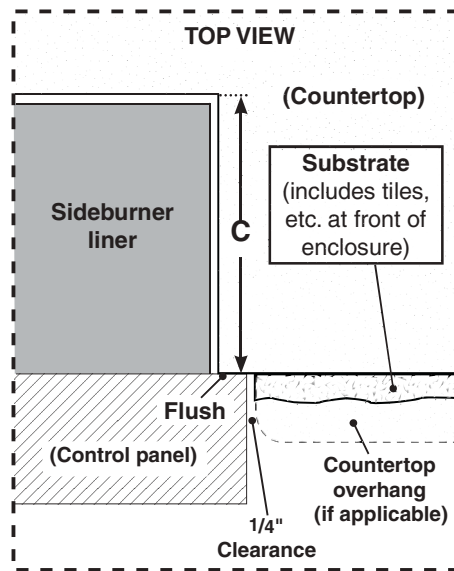 TOP VIEW
(Countertop)
Substrate
(includes tiles,
etc. at front of
enclosure)
Sideburner
liner
C
Flush
(Control panel)
Countertop
overhang
(if applicable)
1/4"
Clearance